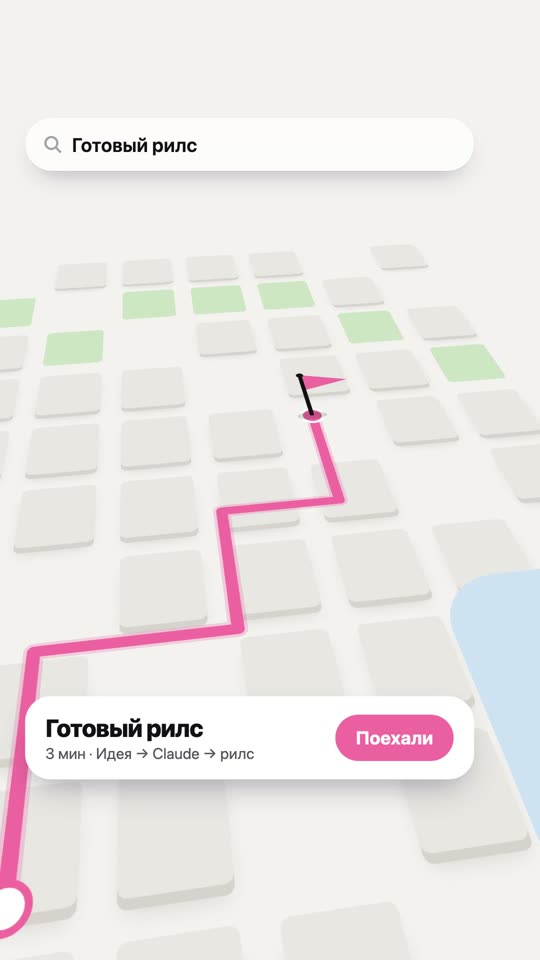 Готовый рилс
Готовый рилс
3 мин · Идея → Claude → рилс
Поехали